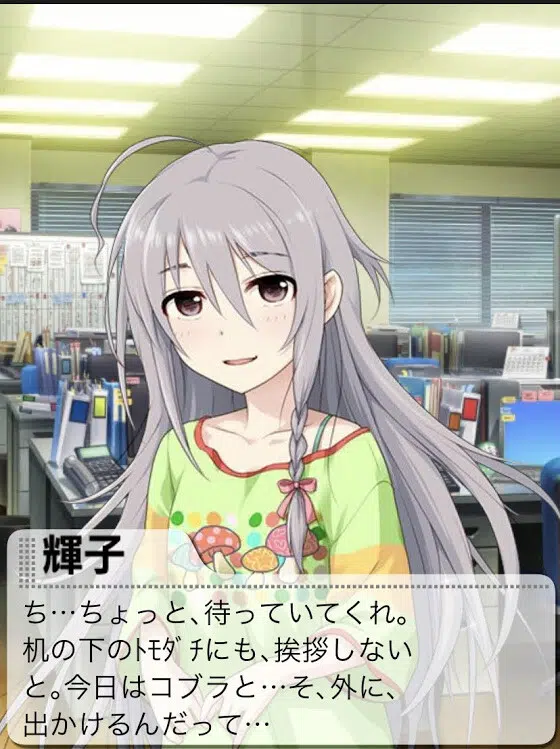 輝子
ち…ちょっと、待っていてくれ。
机の下のﾄﾓﾀﾞﾁにも、挨拶しない
と。今日はコブラと…そ、外に、
出かけるんだって…